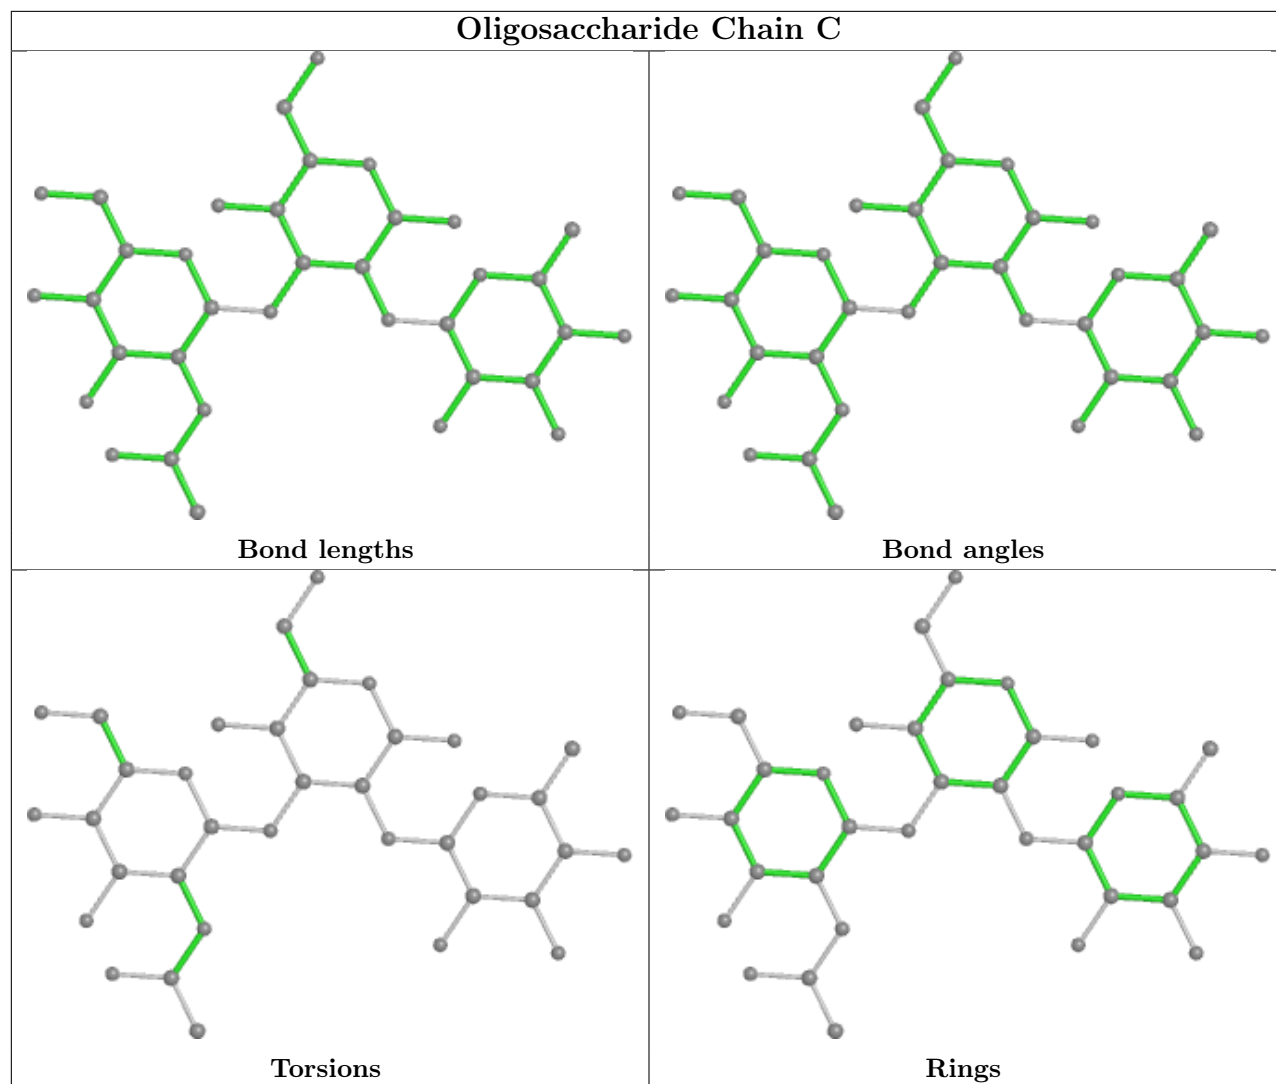 Oligosaccharide Chain C
Bond lengths
Bond angles
Torsions
Rings